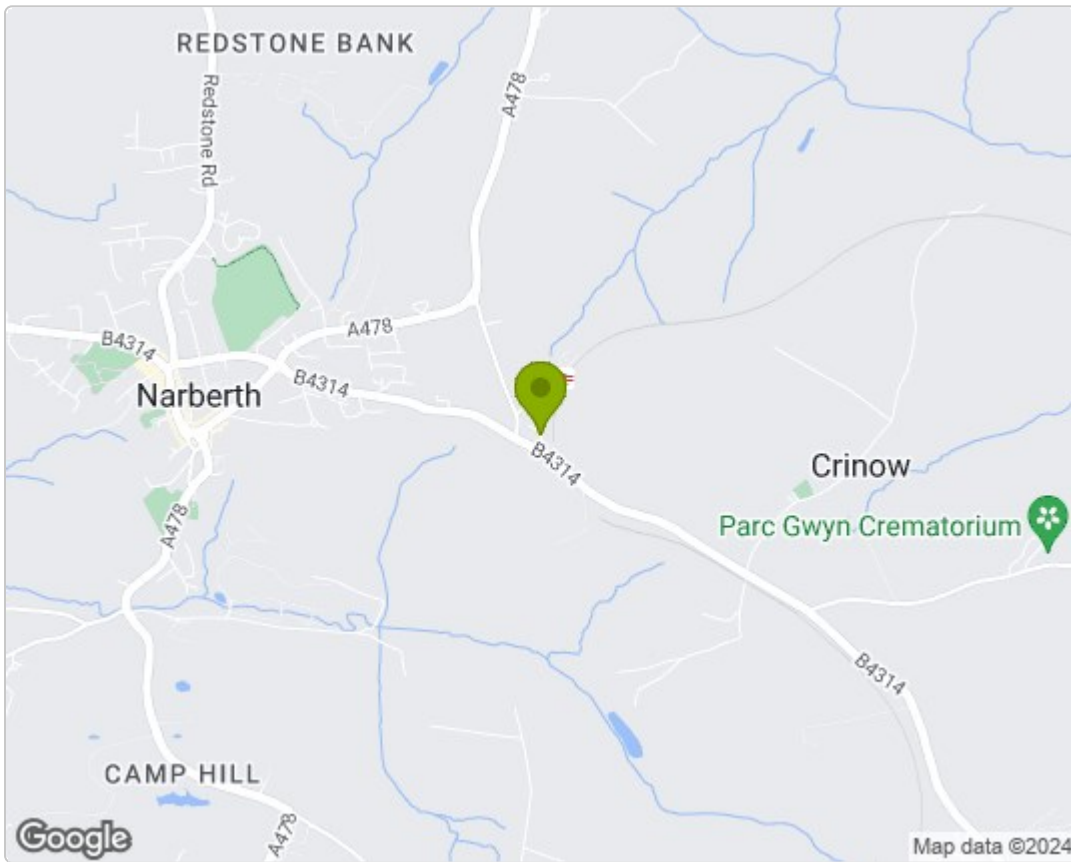 REDSTONE BANK
Redstone Rd
A478
A478
B4314
B4314
Narberth
B4314
Crinow
A478
Parc Gwyn Crematorium
B4314
CAMP HILL
A478
Google
Map data ©2024